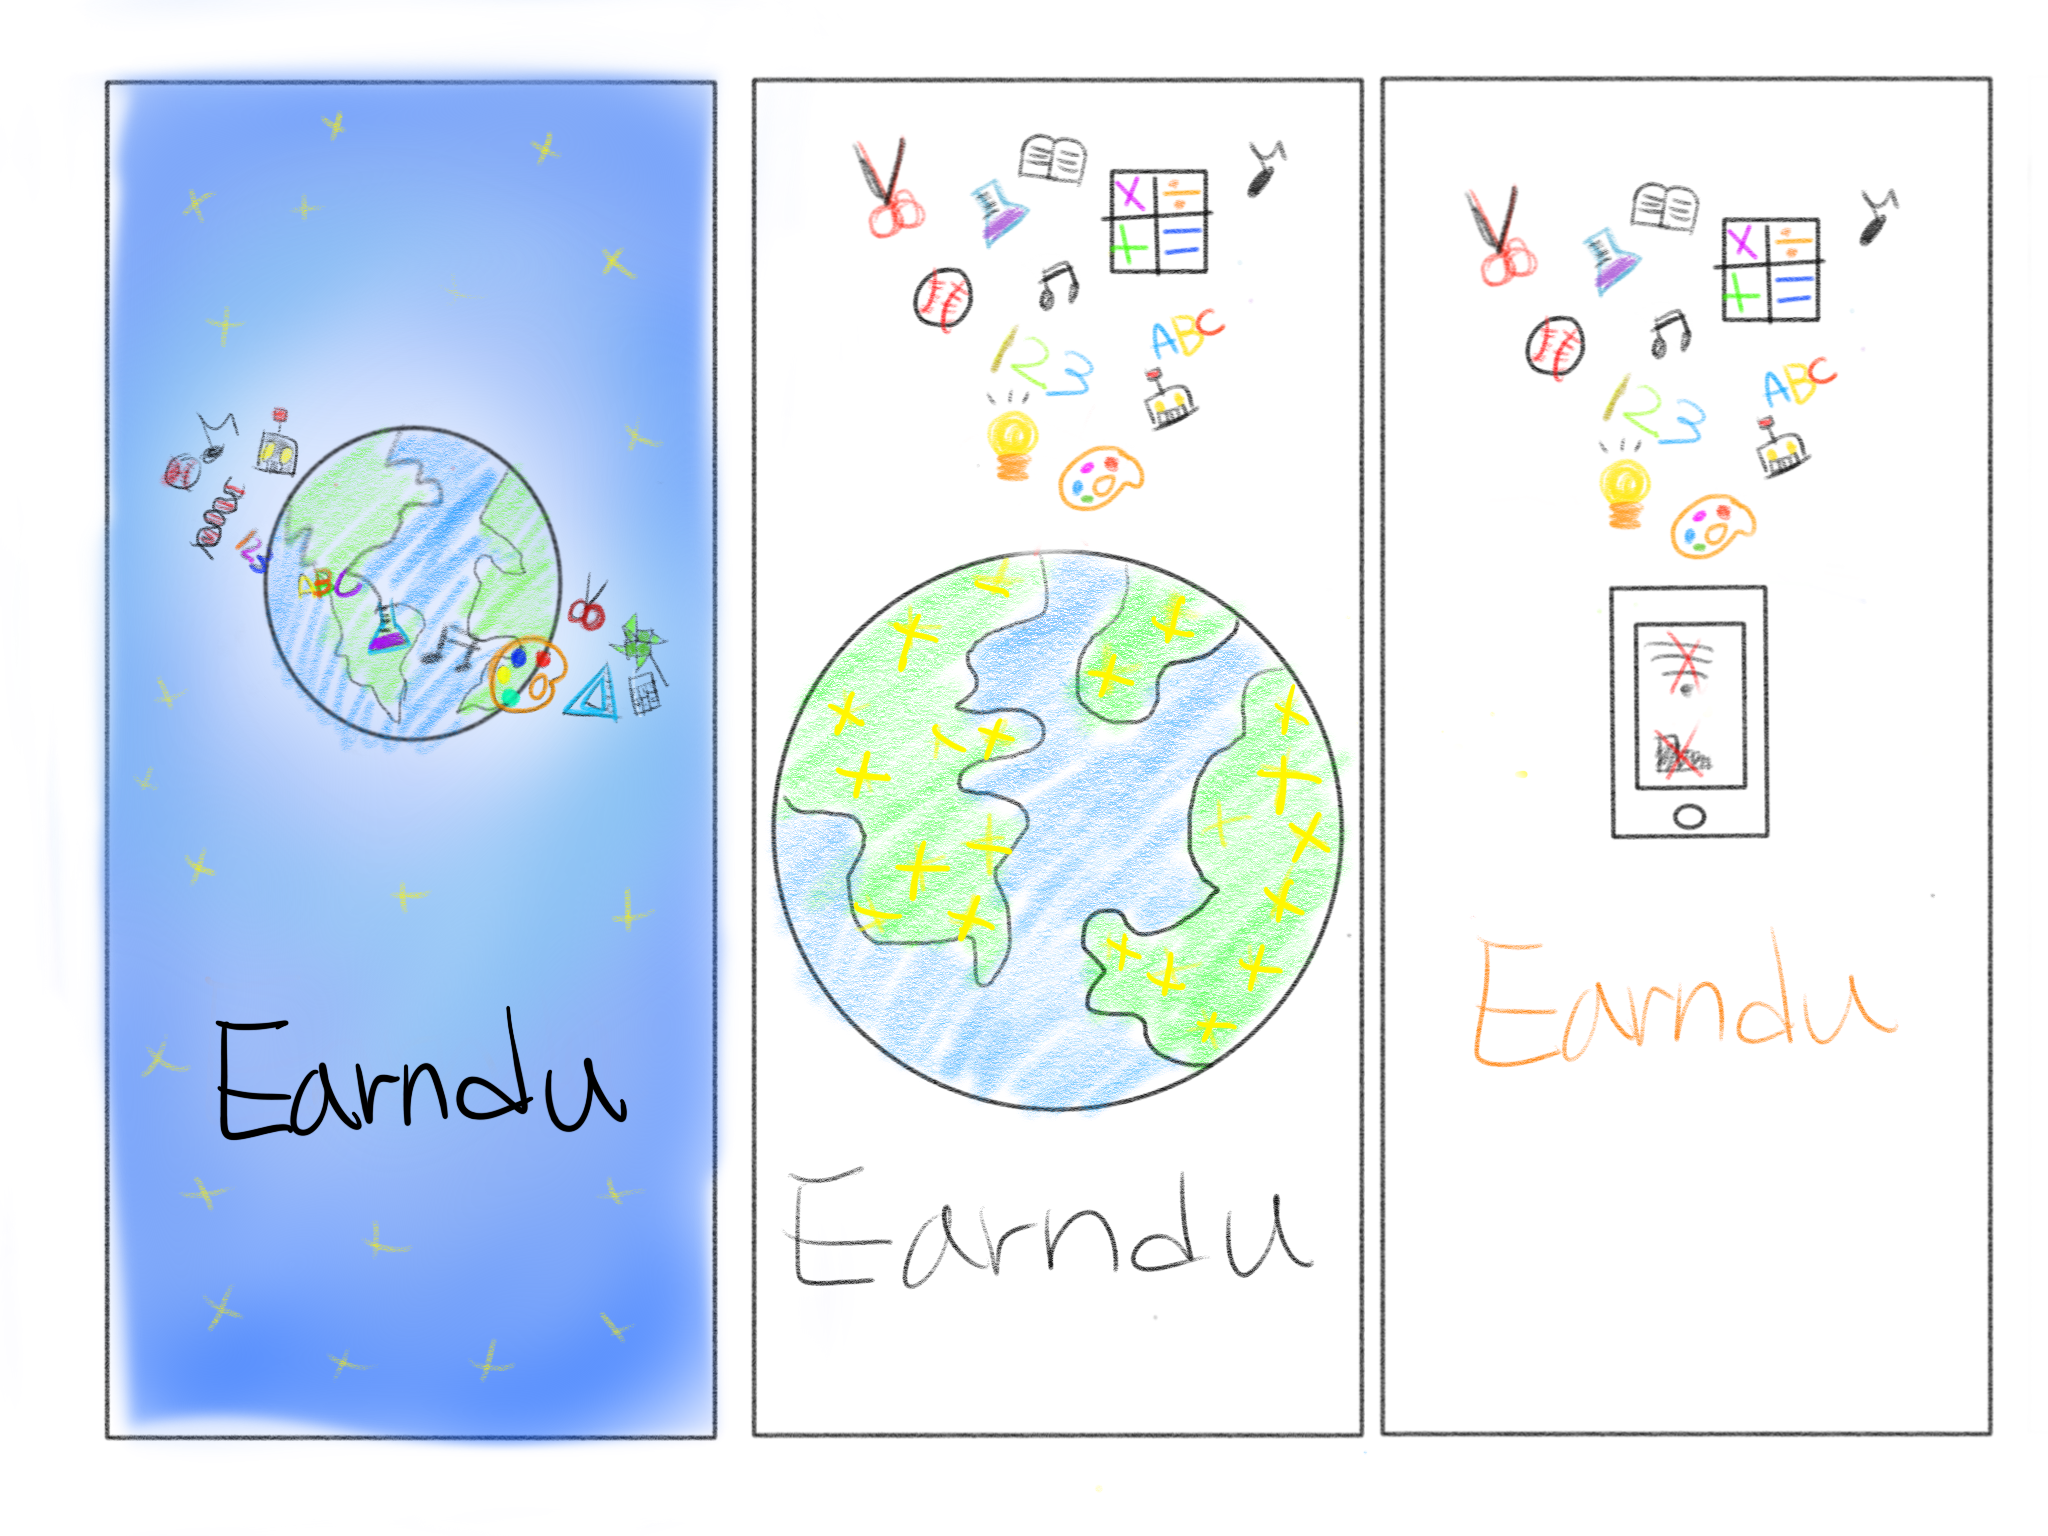 123
ABC
Earndu
× ÷
+ =
123
ABC
Earndu
× ÷
+ =
123
ABC
Earndu